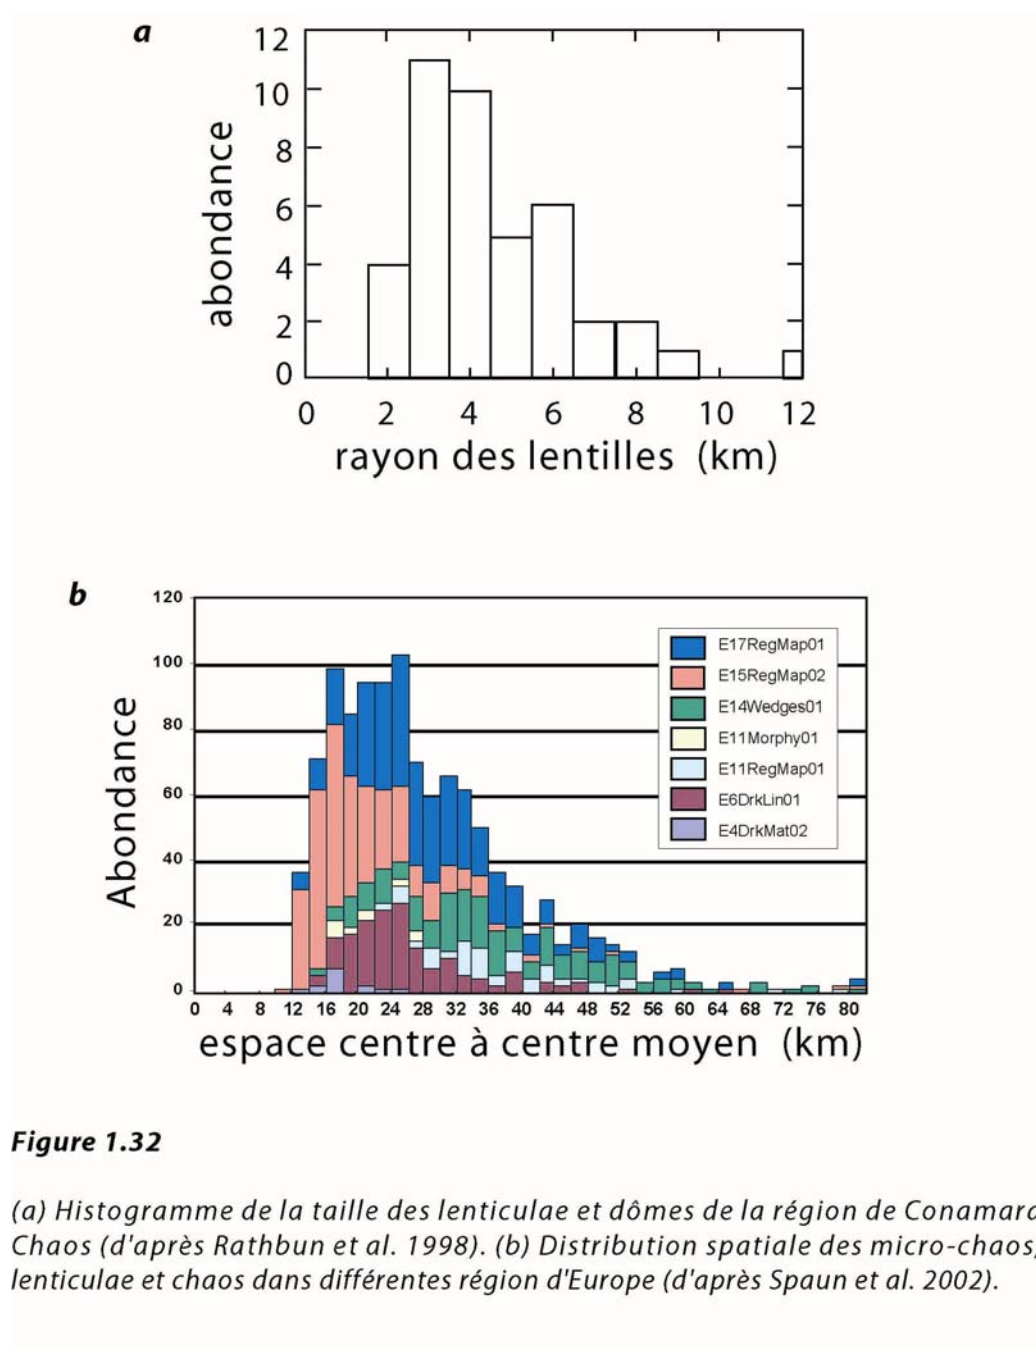 a
12
10
8
6
4
2
0
abondance
0 2 4 6 8 10 12
rayon des lentilles (km)
b
120
100
80
60
40
20
0
Abondance
E17RegMap01
E15RegMap02
E14Wedges01
E11Morphy01
E11RegMap01
E6DrkLin01
E4DrkMat02
0 4 8 12 16 20 24 28 32 36 40 44 48 52 56 60 64 68 72 76 80
espace centre à centre moyen (km)
Figure 1.32
(a) Histogramme de la taille des lenticulae et dômes de la région de Conamara
Chaos (d'après Rathbun et al. 1998). (b) Distribution spatiale des micro-chaos,
lenticulae et chaos dans différentes région d'Europe (d'après Spaun et al. 2002).